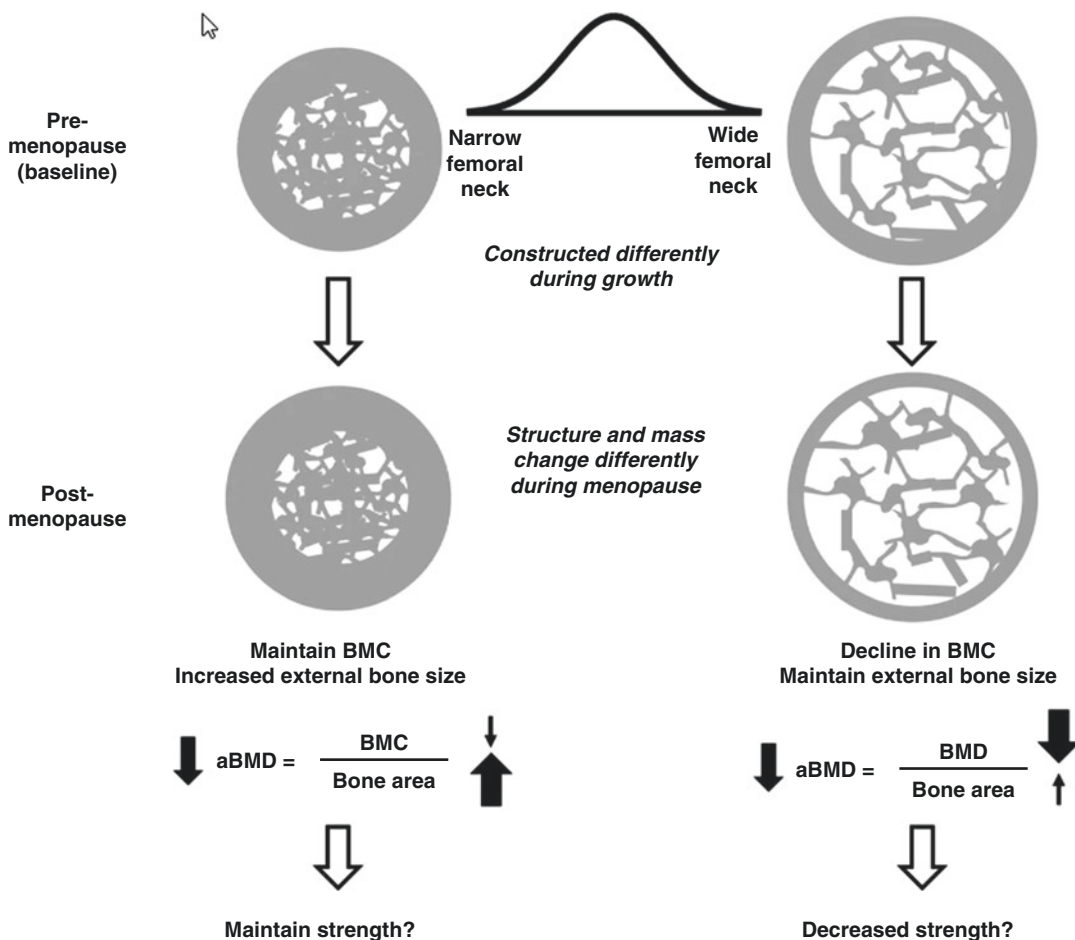 Pre-
menopause
(baseline)
Narrow
femoral
neck
Wide
femoral
neck
Constructed differently
during growth
Post-
menopause
Structure and mass
change differently
during menopause
Maintain BMC
Increased external bone size
Decline in BMC
Maintain external bone size
aBMD = BMC
Bone area
aBMD = BMD
Bone area
Maintain strength?
Decreased strength?